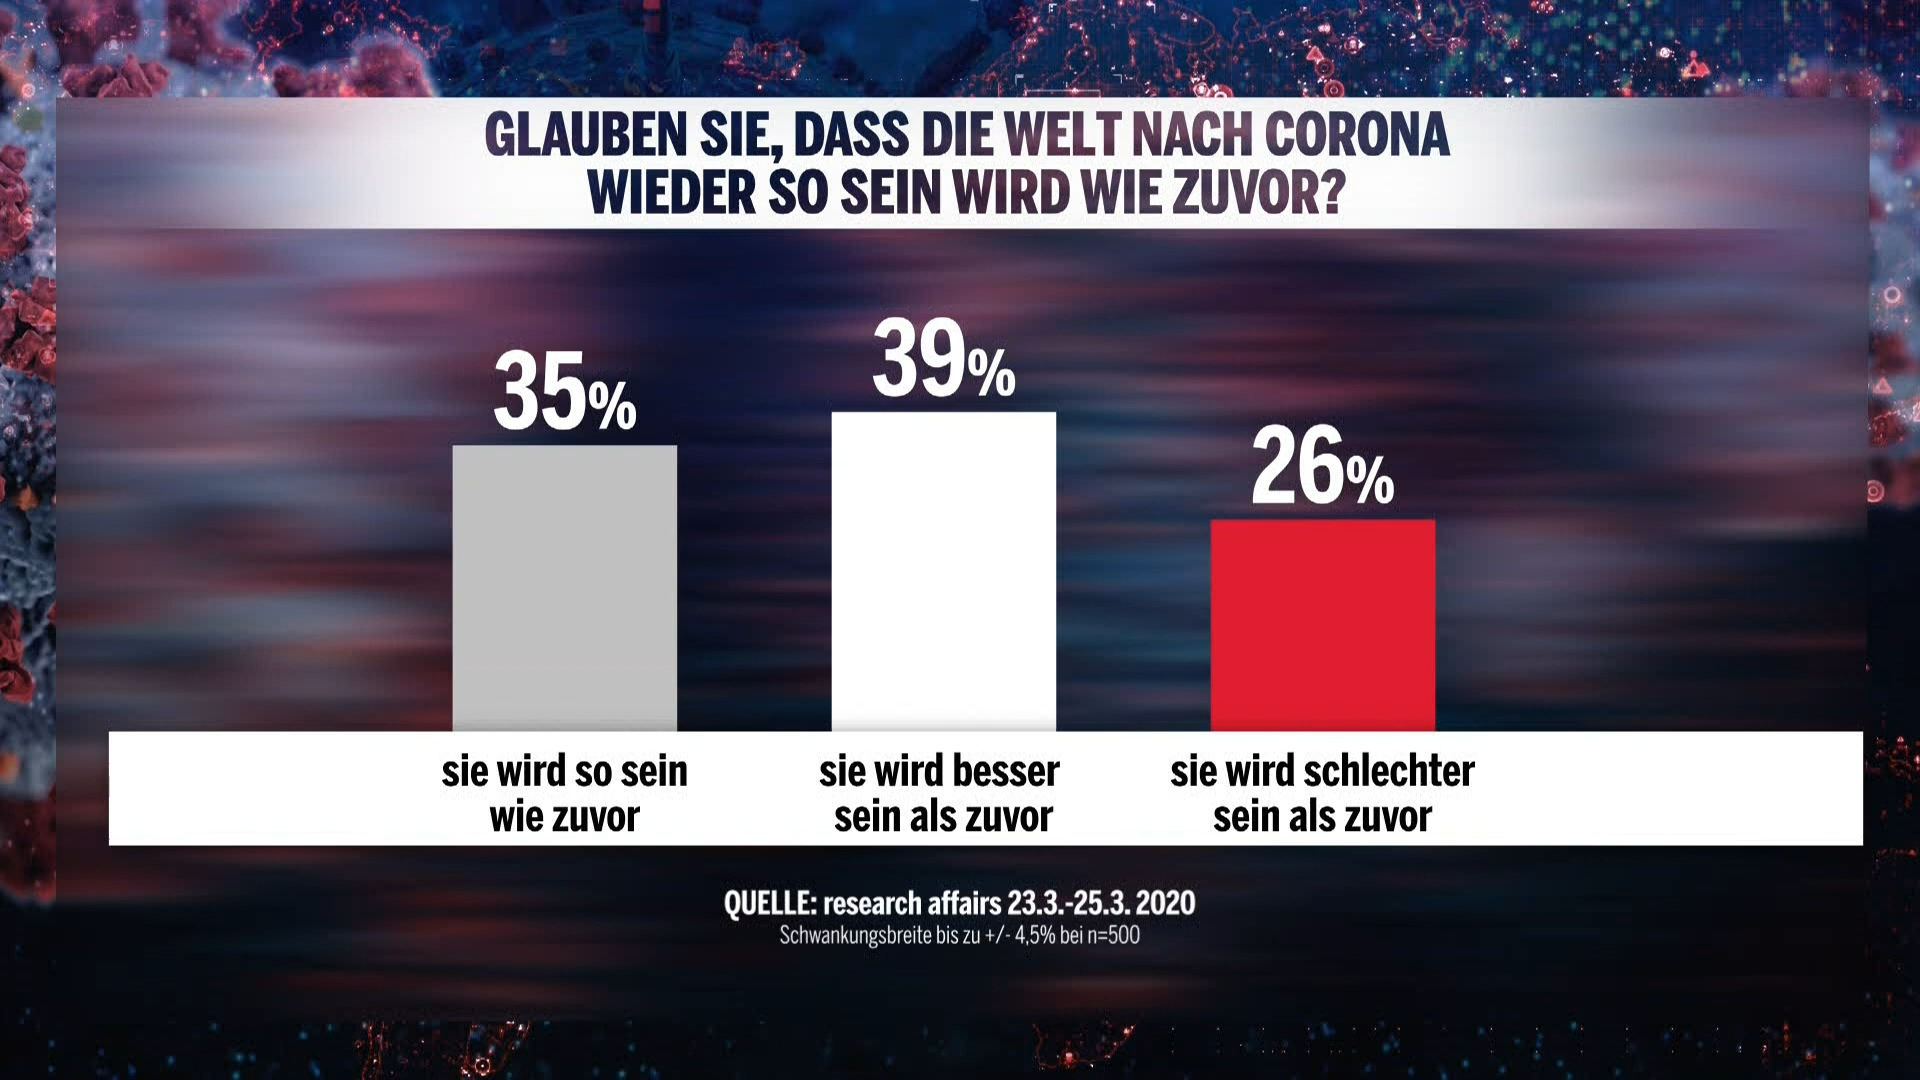 GLAUBEN SIE, DASS DIE WELT NACH CORONA
WIEDER SO SEIN WIRD WIE ZUVOR?
35%
39%
26%
sie wird so sein
wie zuvor
sie wird besser
sein als zuvor
sie wird schlechter
sein als zuvor
QUELLE: research affairs 23.3.-25.3. 2020
Schwankungsbreite bis zu +/- 4,5% bei n=500